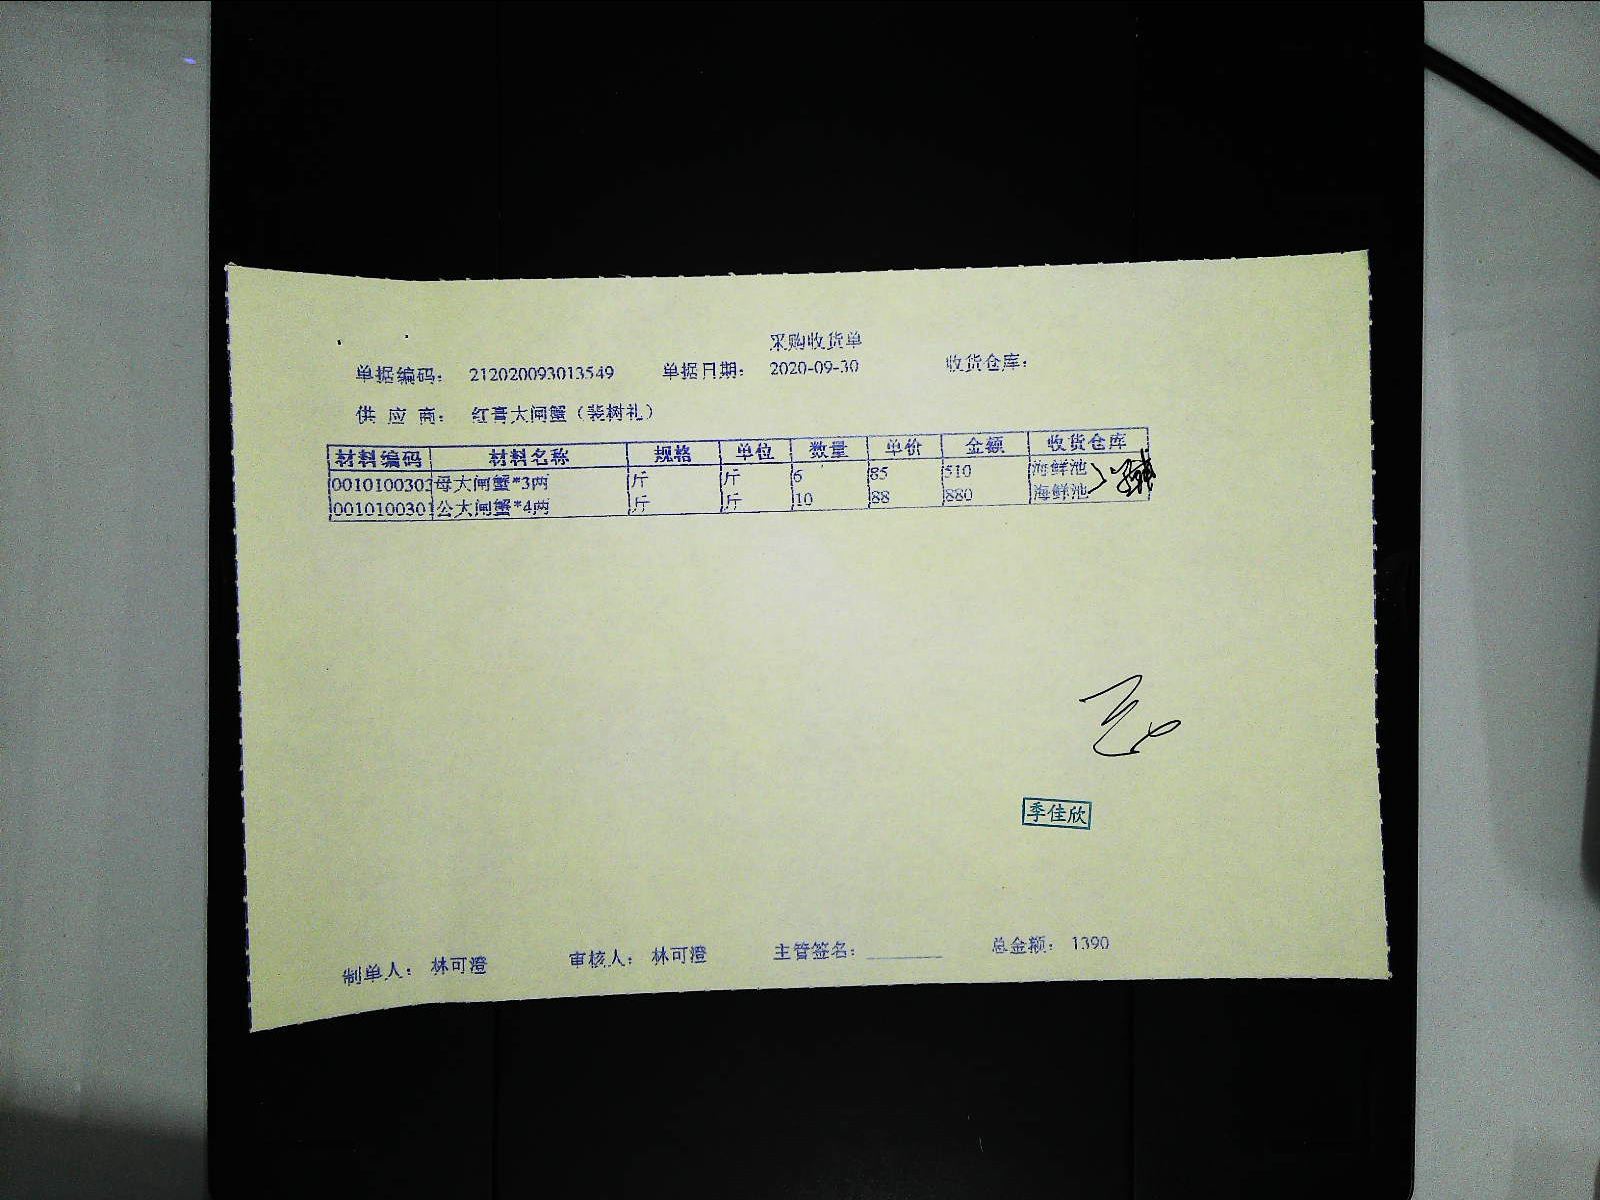 采购收货单
单据编码： 212020093013549 单据日期： 2020-09-30 收货仓库：
供 应 商： 红膏大闸蟹（裴树礼）
材料编码 材料名称 规格 单位 数量 单价 金额 收货仓库
0010100303 母大闸蟹*3两 斤 斤 6 85 510 海鲜池
0010100301 公大闸蟹*4两 斤 斤 10 88 880 海鲜池
季佳欣
制单人： 林可澄 审核人： 林可澄 主管签名： 总金额： 1390